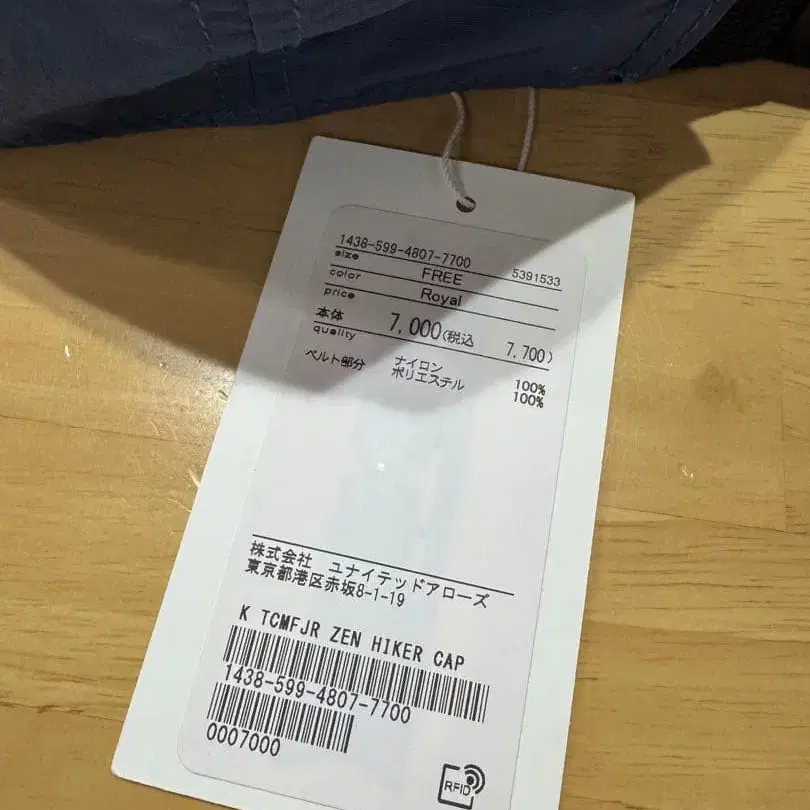 1438-599-4807-7700 5391533
size FREE
color Royal
price
本体 7,000(税込 7,700)
quality
ナイロン 100%
ベルト部分 ポリエステル 100%
株式会社 ユナイテッドアローズ
東京都港区赤坂8-1-19
K TCMFJR ZEN HIKER CAP
1438-599-4807-7700
0007000
RFID